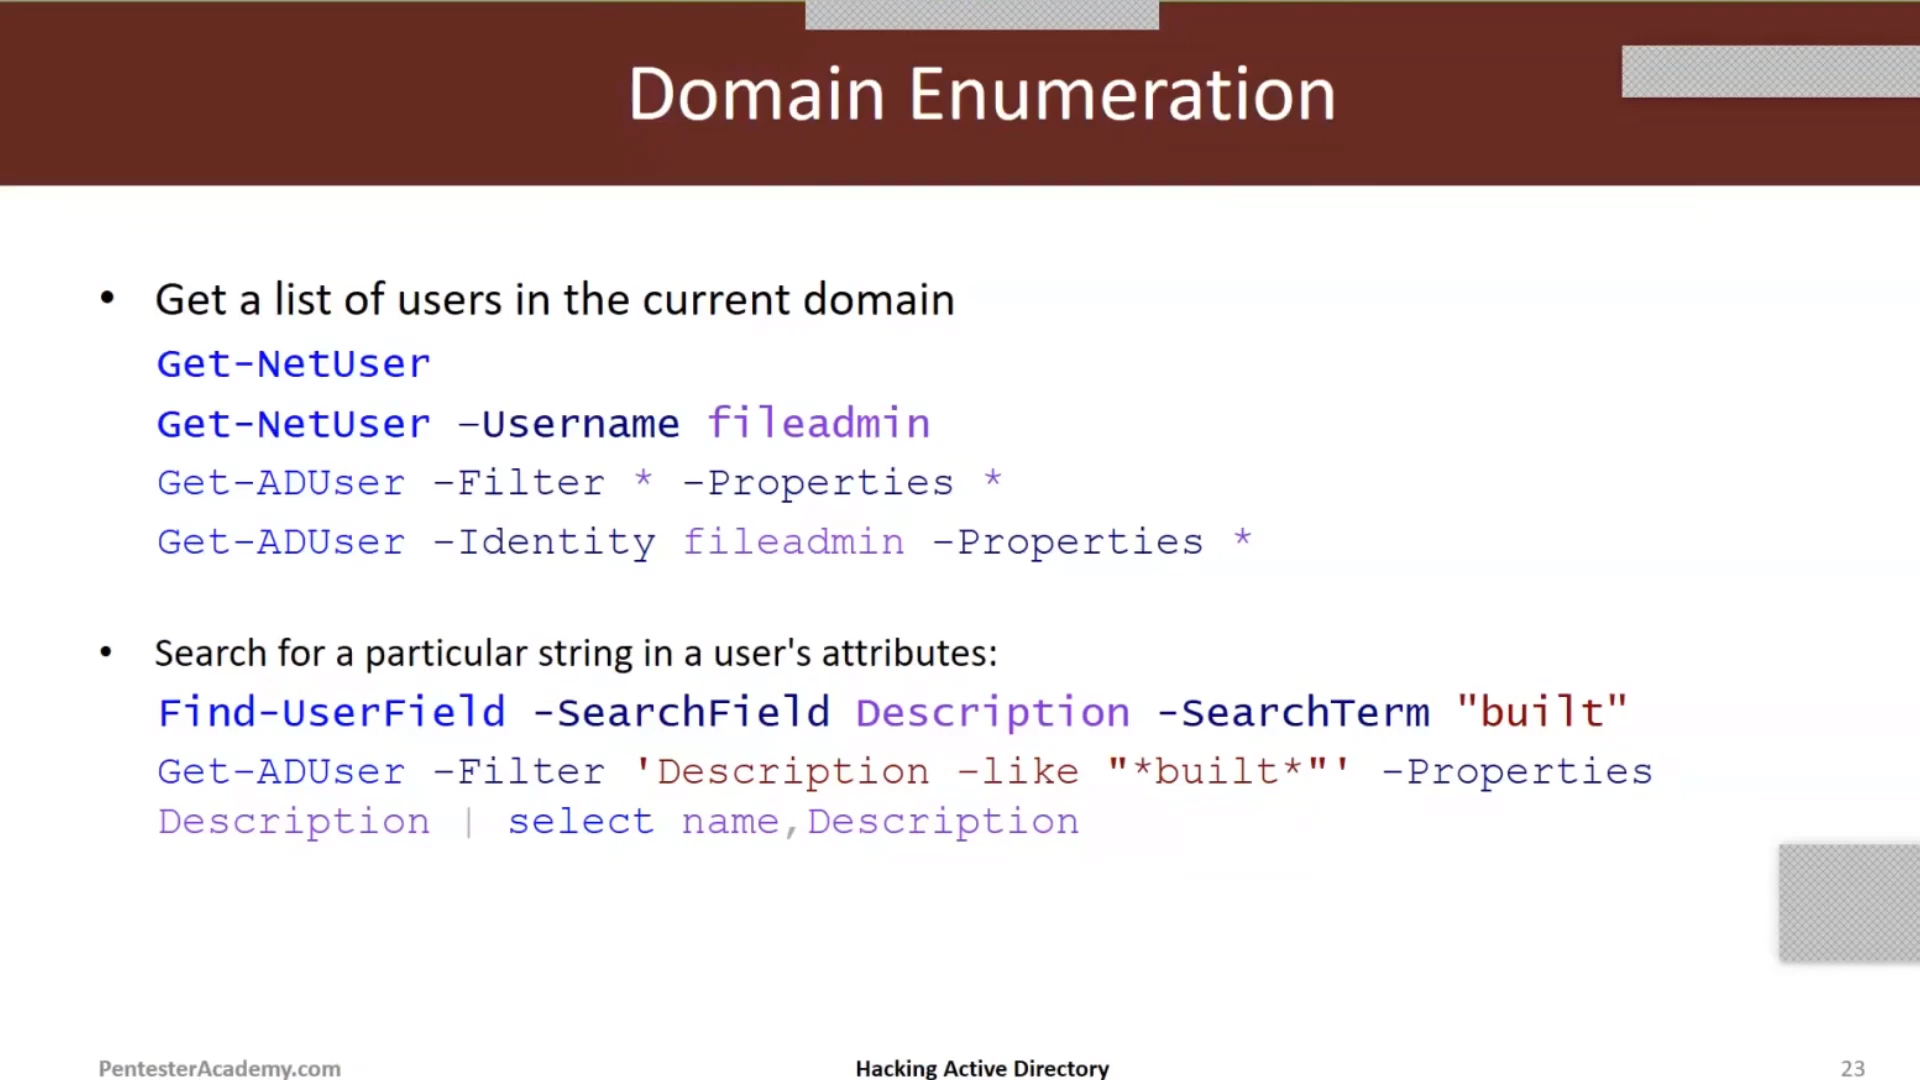 Domain Enumeration
• Get a list of users in the current domain
Get-NetUser
Get-NetUser –Username fileadmin
Get-ADUser -Filter * -Properties *
Get-ADUser -Identity fileadmin -Properties *
• Search for a particular string in a user's attributes:
Find-UserField -SearchField Description -SearchTerm "built"
Get-ADUser -Filter 'Description -like "*built*"' -Properties
Description | select name,Description
PentesterAcademy.com
Hacking Active Directory
23